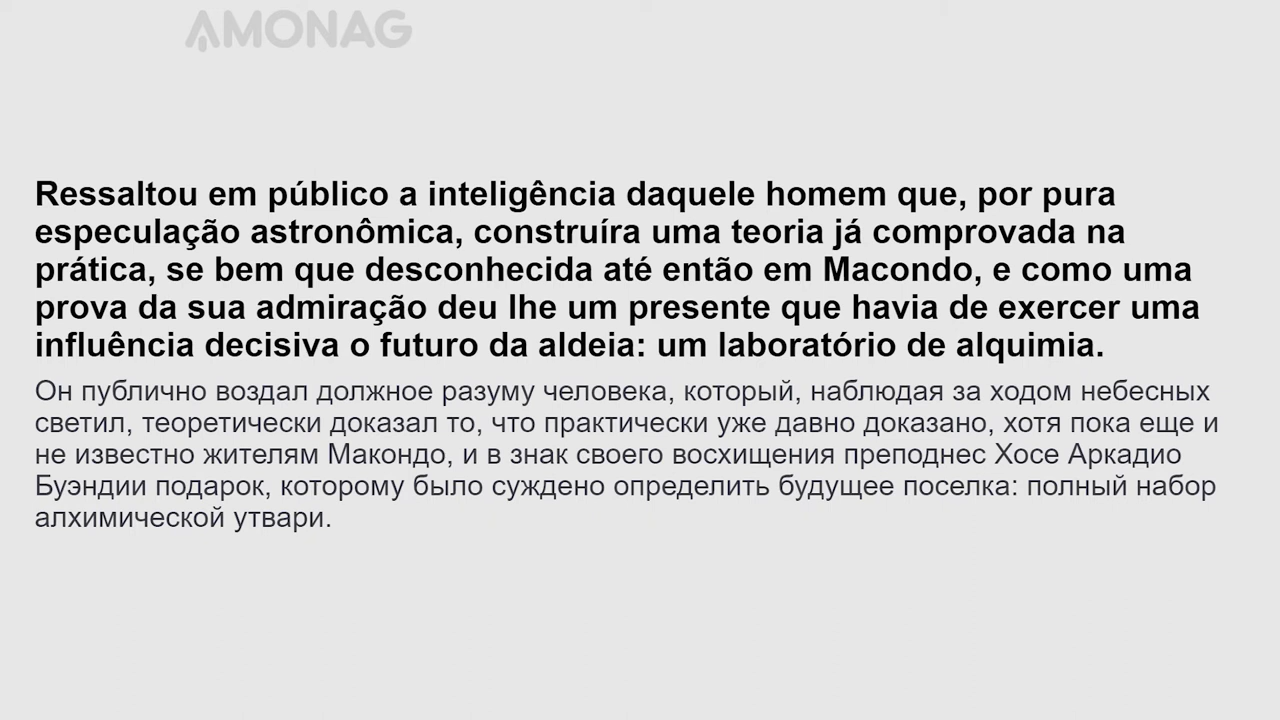 AMONAG
Ressaltou em público a inteligência daquele homem que, por pura
especulação astronômica, construíra uma teoria já comprovada na
prática, se bem que desconhecida até então em Macondo, e como uma
prova da sua admiração deu lhe um presente que havia de exercer uma
influência decisiva o futuro da aldeia: um laboratório de alquimia.
Он публично воздал должное разуму человека, который, наблюдая за ходом небесных
светил, теоретически доказал то, что практически уже давно доказано, хотя пока еще и
не известно жителям Макондо, и в знак своего восхищения преподнес Хосе Аркадио
Буэндии подарок, которому было суждено определить будущее поселка: полный набор
алхимической утвари.